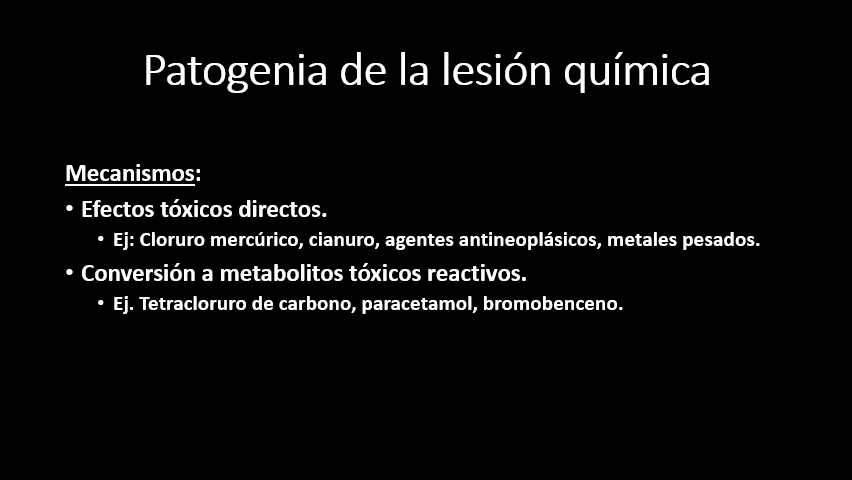 Patogenia de la lesión química
Mecanismos:
• Efectos tóxicos directos.
• Ej: Cloruro mercúrico, cianuro, agentes antineoplásicos, metales pesados.
• Conversión a metabolitos tóxicos reactivos.
• Ej. Tetracloruro de carbono, paracetamol, bromobenceno.